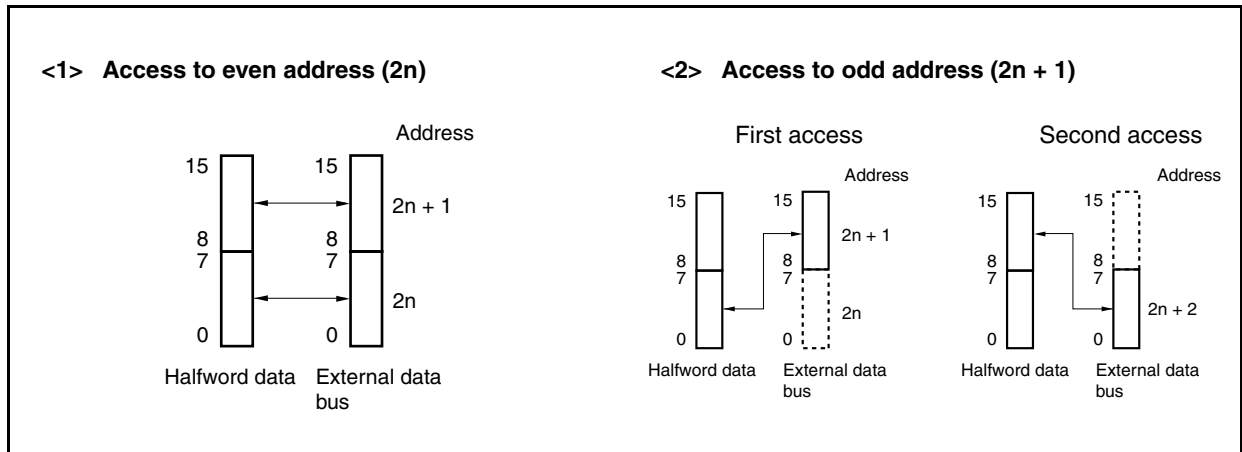 <1> Access to even address (2n)
Address
15
15
2n + 1
8
8
7
7
2n
0
0
Halfword data
External data
bus
<2> Access to odd address (2n + 1)
First access
Address
15
15
2n + 1
8
8
7
7
2n
0
0
Halfword data
External data
bus
Second access
Address
15
15
8
8
7
7
2n + 2
0
0
Halfword data
External data
bus